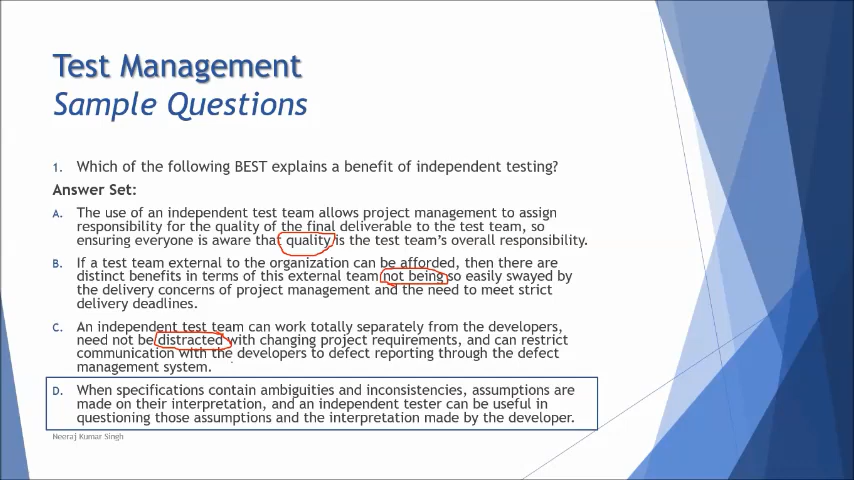 Test Management
Sample Questions
1. Which of the following BEST explains a benefit of independent testing?
Answer Set:
A. The use of an independent test team allows project management to assign
responsibility for the quality of the final deliverable to the test team, so
ensuring everyone is aware that quality is the test team's overall responsibility.
B. If a test team external to the organization can be afforded, then there are
distinct benefits in terms of this external team not being so easily swayed by
the delivery concerns of project management and the need to meet strict
delivery deadlines.
C. An independent test team can work totally separately from the developers,
need not be distracted with changing project requirements, and can restrict
communication with the developers to defect reporting through the defect
management system.
D. When specifications contain ambiguities and inconsistencies, assumptions are
made on their interpretation, and an independent tester can be useful in
questioning those assumptions and the interpretation made by the developer.
Neeraj Kumar Singh